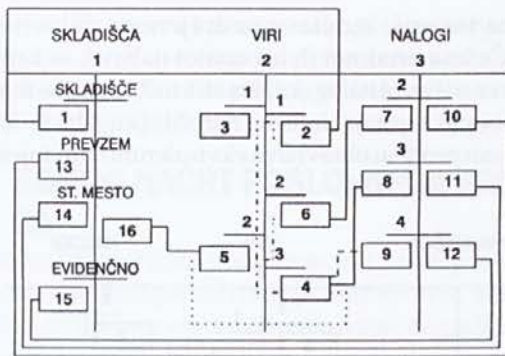 SKLADIŠČA VIRI NALOGI
1 2 3
SKLADIŠČE 1 1 2
1 3 2 7 10
PREVZEM 3
13 2 8 11
ST. MESTO 6
14 16 2 4
5 3 9 12
EVIDENČNO 4
15